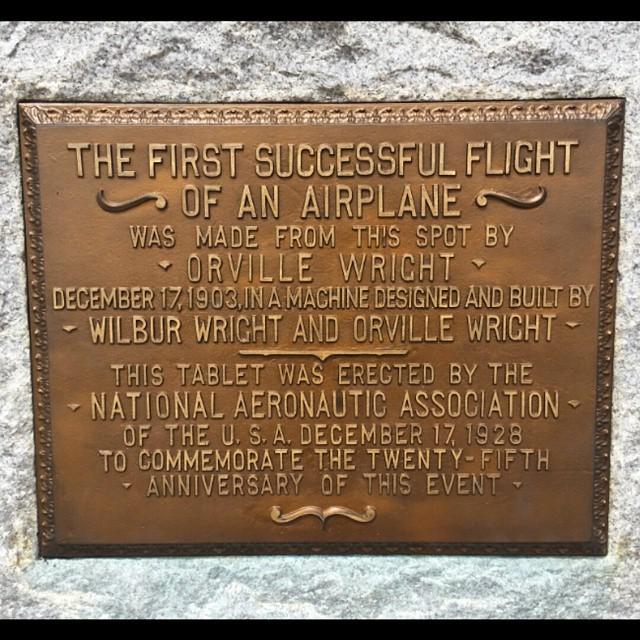 THE FIRST SUCCESSFUL FLIGHT
OF AN AIRPLANE
WAS MADE FROM THIS SPOT BY
ORVILLE WRIGHT
DECEMBER 17, 1903, IN A MACHINE DESIGNED AND BUILT BY
WILBUR WRIGHT AND ORVILLE WRIGHT
THIS TABLET WAS ERECTED BY THE
NATIONAL AERONAUTIC ASSOCIATION
OF THE U.S.A. DECEMBER 17, 1928
TO COMMEMORATE THE TWENTY-FIFTH
ANNIVERSARY OF THIS EVENT